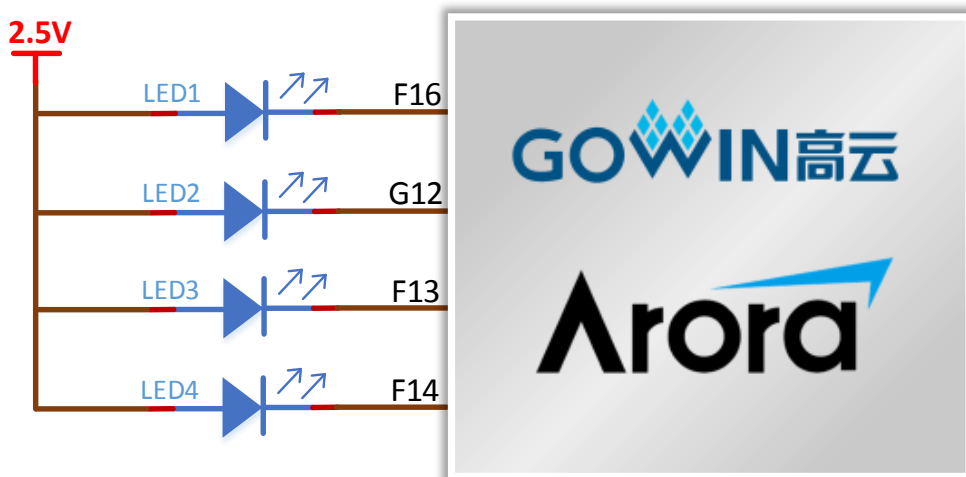 2.5V
LED1
F16
LED2
G12
LED3
F13
LED4
F14
GOWIN高云
Arora